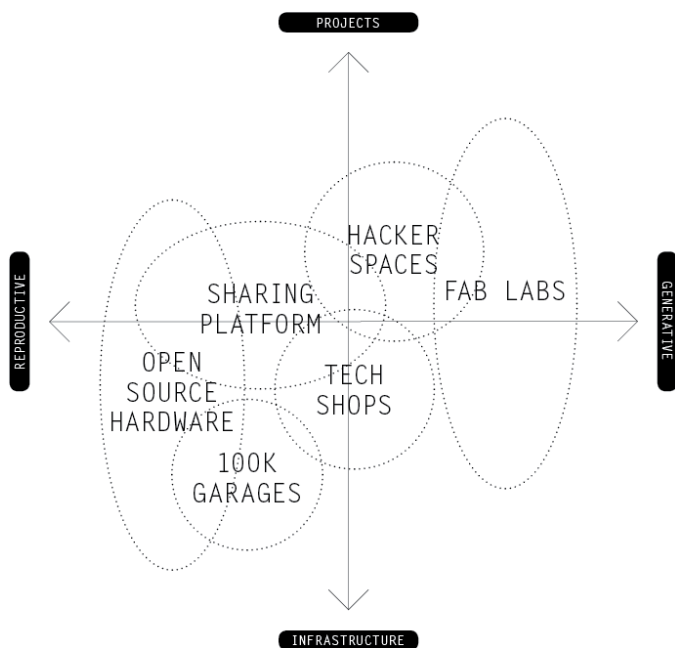 PROJECTS
HACKER
SPACES
REPRODUCTIVE
GENERATIVE
SHARING
PLATFORM
FAB LABS
OPEN
SOURCE
HARDWARE
TECH
SHOPS
100K
GARAGES
INFRASTRUCTURE